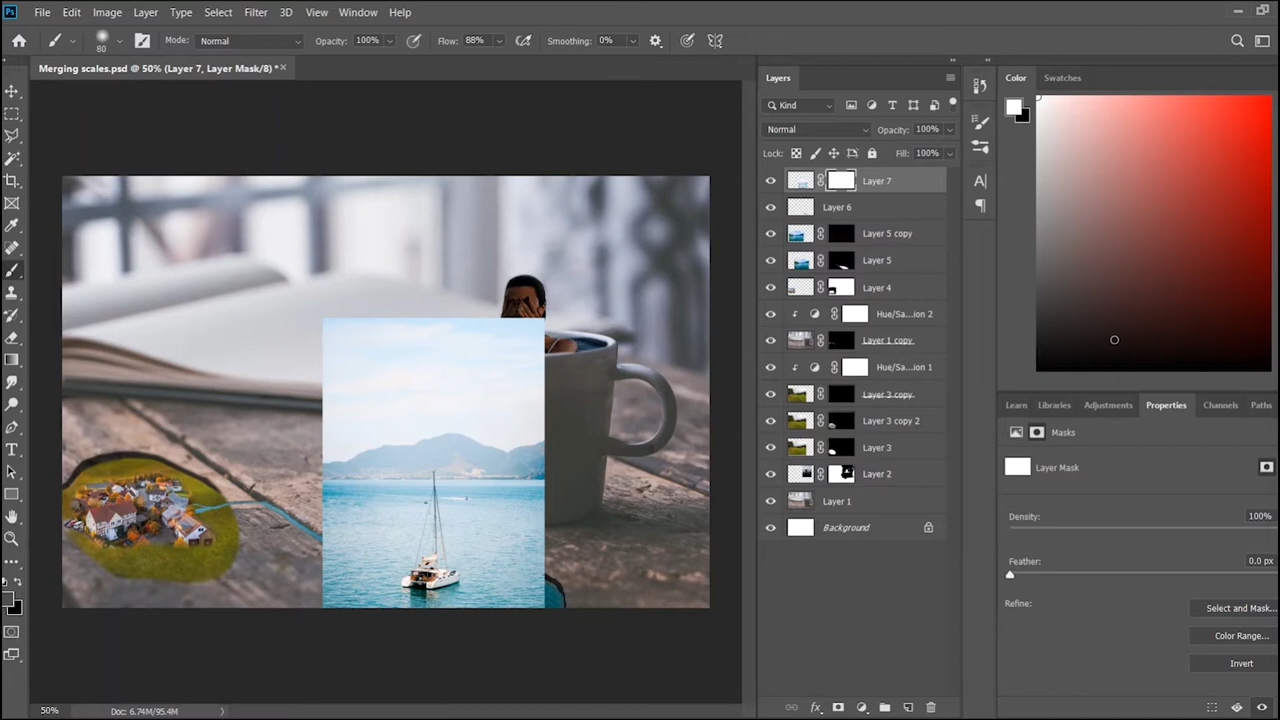 Ps File Edit Image Layer Type Select Filter 3D View Window Help
80 Mode: Normal Opacity: 100% Flow: 88% Smoothing: 0%
Merging scales.psd @ 50% (Layer 7, Layer Mask/8) *
Layers
Kind
Normal Opacity: 100%
Lock: Fill: 100%
Layer 7
Layer 6
Layer 5 copy
Layer 5
Layer 4
Hue/Sa...ion 2
Layer 1 copy
Hue/Sa...ion 1
Layer 3 copy
Layer 3 copy 2
Layer 3
Layer 2
Layer 1
Background
fx
Color Swatches
Learn Libraries Adjustments Properties Channels Paths
Masks
Layer Mask
Density: 100%
Feather: 0.0 px
Refine: Select and Mask...
Color Range...
Invert
50% Doc: 6.74M/95.4M